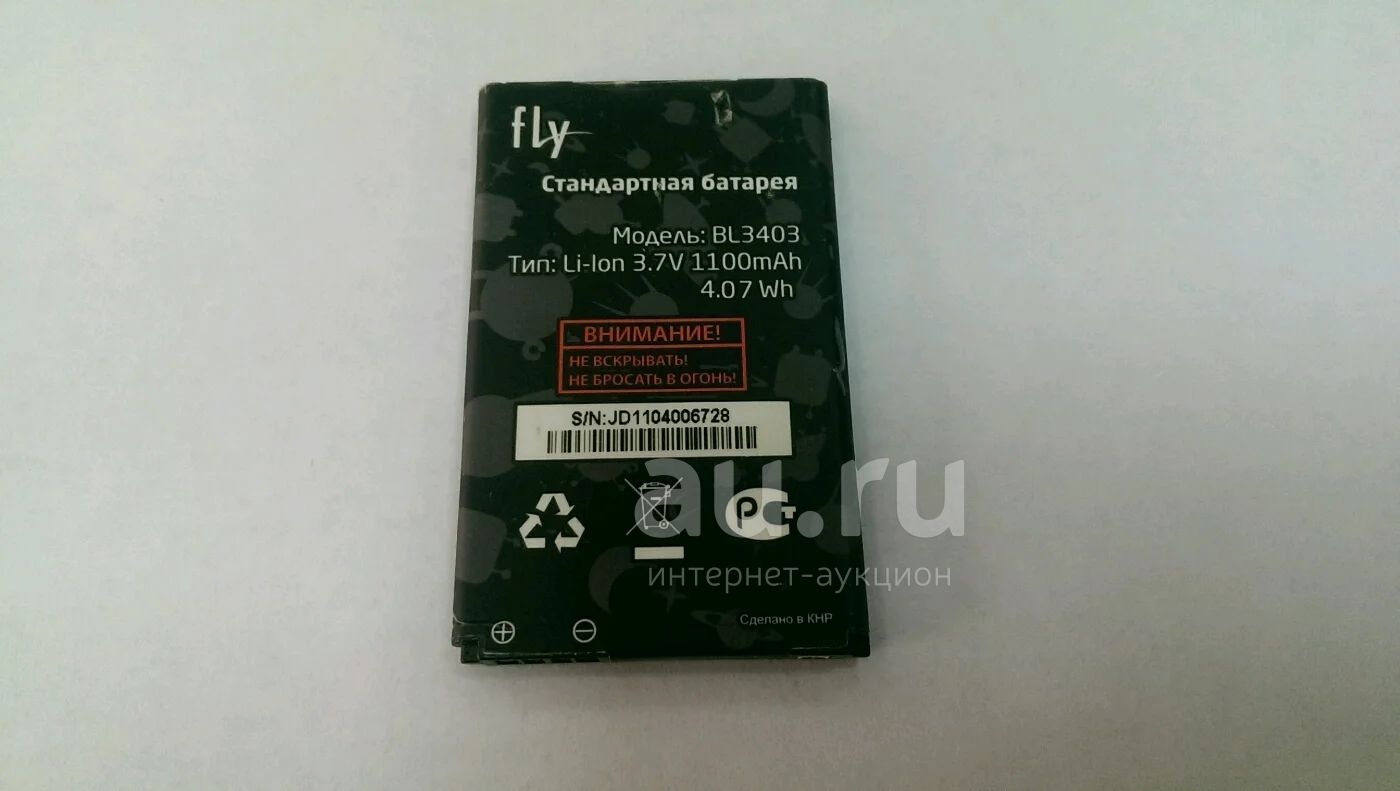 fly
Стандартная батарея
Модель: BL3403
Тип: Li-Ion 3.7V 1100mAh
4.07 Wh
ВНИМАНИЕ!
НЕ ВСКРЫВАТЬ!
НЕ БРОСАТЬ В ОГОНЬ!
S/N:JD1104006728
au.ru
РСТ
интернет-аукцион
Сделано в КНР